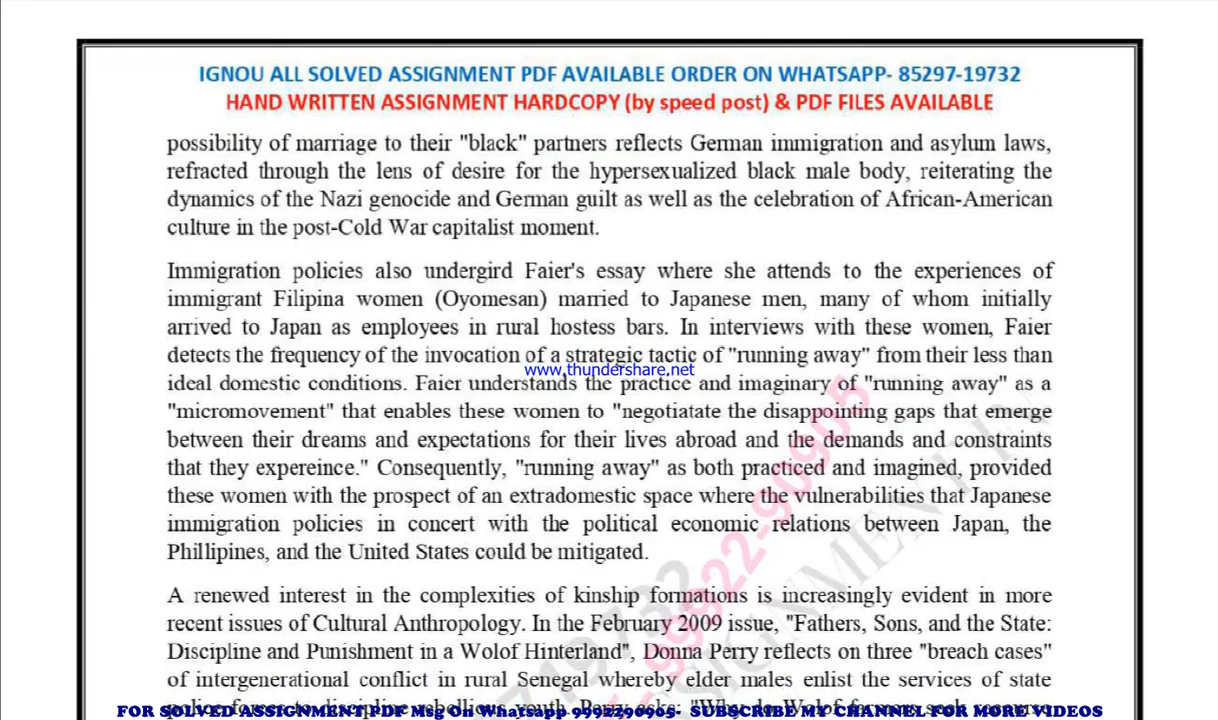 IGNOU ALL SOLVED ASSIGNMENT PDF AVAILABLE ORDER ON WHATSAPP- 85297-19732
HAND WRITTEN ASSIGNMENT HARDCOPY (by speed post) & PDF FILES AVAILABLE
possibility of marriage to their "black" partners reflects German immigration and asylum laws,
refracted through the lens of desire for the hypersexualized black male body, reiterating the
dynamics of the Nazi genocide and German guilt as well as the celebration of African-American
culture in the post-Cold War capitalist moment.
Immigration policies also undergird Faier's essay where she attends to the experiences of
immigrant Filipina women (Oyomesan) married to Japanese men, many of whom initially
arrived to Japan as employees in rural hostess bars. In interviews with these women, Faier
detects the frequency of the invocation of a strategic tactic of "running away" from their less than
www.thundershare.net
ideal domestic conditions. Faier understands the practice and imaginary of "running away" as a
"micromovement" that enables these women to "negotiatate the disappointing gaps that emerge
between their dreams and expectations for their lives abroad and the demands and constraints
that they expereince." Consequently, "running away" as both practiced and imagined, provided
these women with the prospect of an extradomestic space where the vulnerabilities that Japanese
immigration policies in concert with the political economic relations between Japan, the
Phillipines, and the United States could be mitigated.
A renewed interest in the complexities of kinship formations is increasingly evident in more
recent issues of Cultural Anthropology. In the February 2009 issue, "Fathers, Sons, and the State:
Discipline and Punishment in a Wolof Hinterland", Donna Perry reflects on three "breach cases"
of intergenerational conflict in rural Senegal whereby elder males enlist the services of state
FOR SOLVED ASSIGNMENT PDF Msg On Whatsapp 9992290905- SUBSCRIBE MY CHANNEL FOR MORE VIDEOS